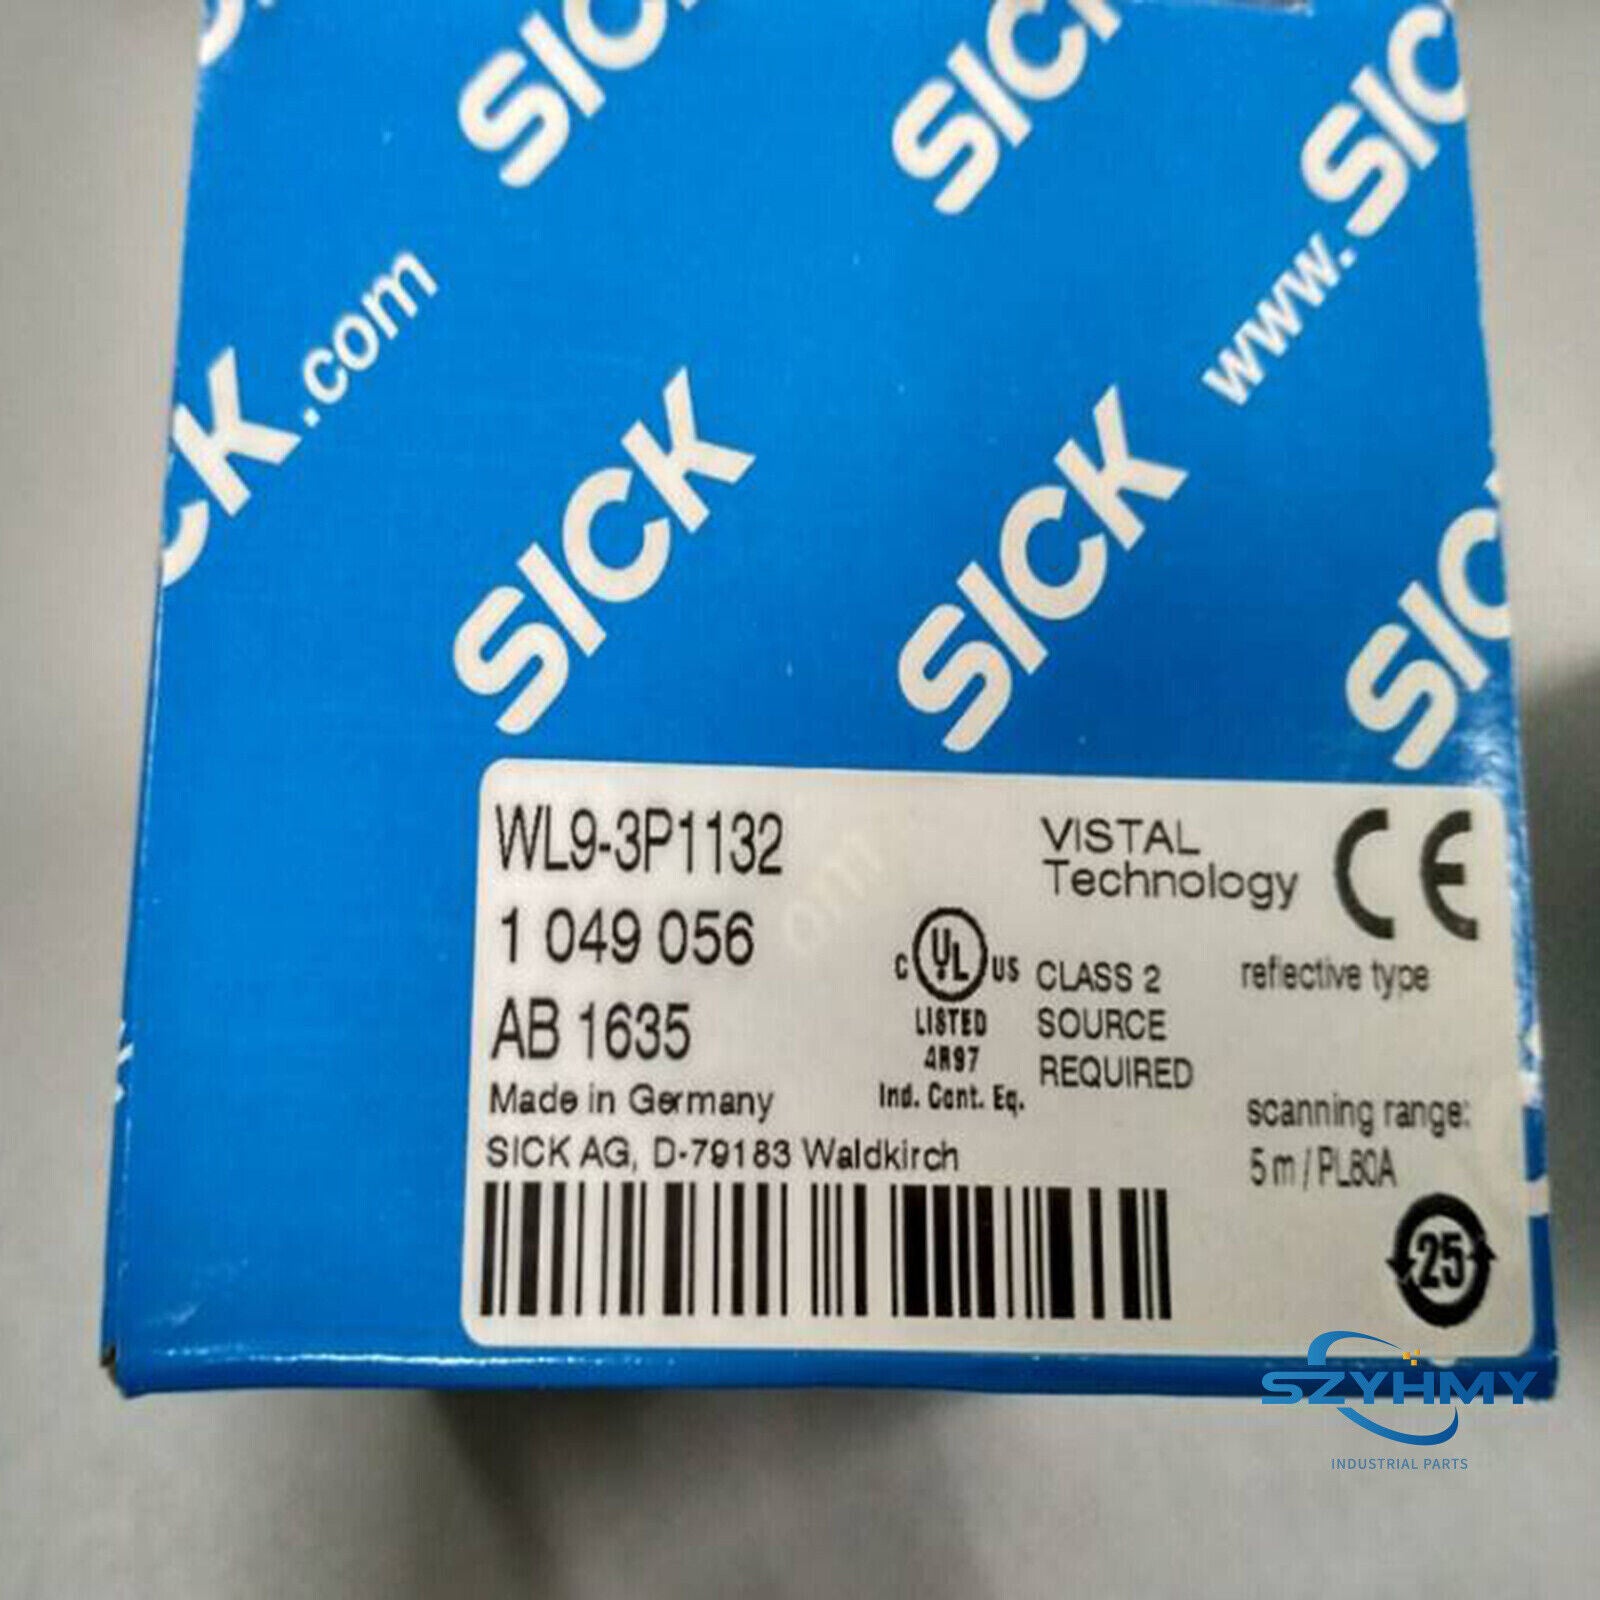 SICK
SICK
www.SICK
SICK.com
SICK
SICK
SICK
WL9-3P1132
1 049 056
AB 1635
Made in Germany
SICK AG, D-79183 Waldkirch
C UL US
LISTED
4R97
Ind. Cont. Eq.
VISTAL
Technology
CE
CLASS 2
SOURCE
REQUIRED
reflective type
scanning range:
5 m / PL80A
25
SZYHMY
INDUSTRIAL PARTS